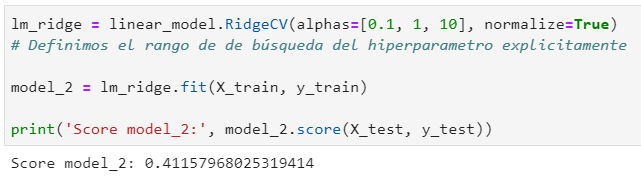 lm_ridge = linear_model.RidgeCV(alphas=[0.1, 1, 10], normalize=True)
# Definimos el rango de de búsqueda del hiperparametro explicitamente
model_2 = lm_ridge.fit(X_train, y_train)
print('Score model_2:', model_2.score(X_test, y_test))
Score model_2: 0.41157968025319414